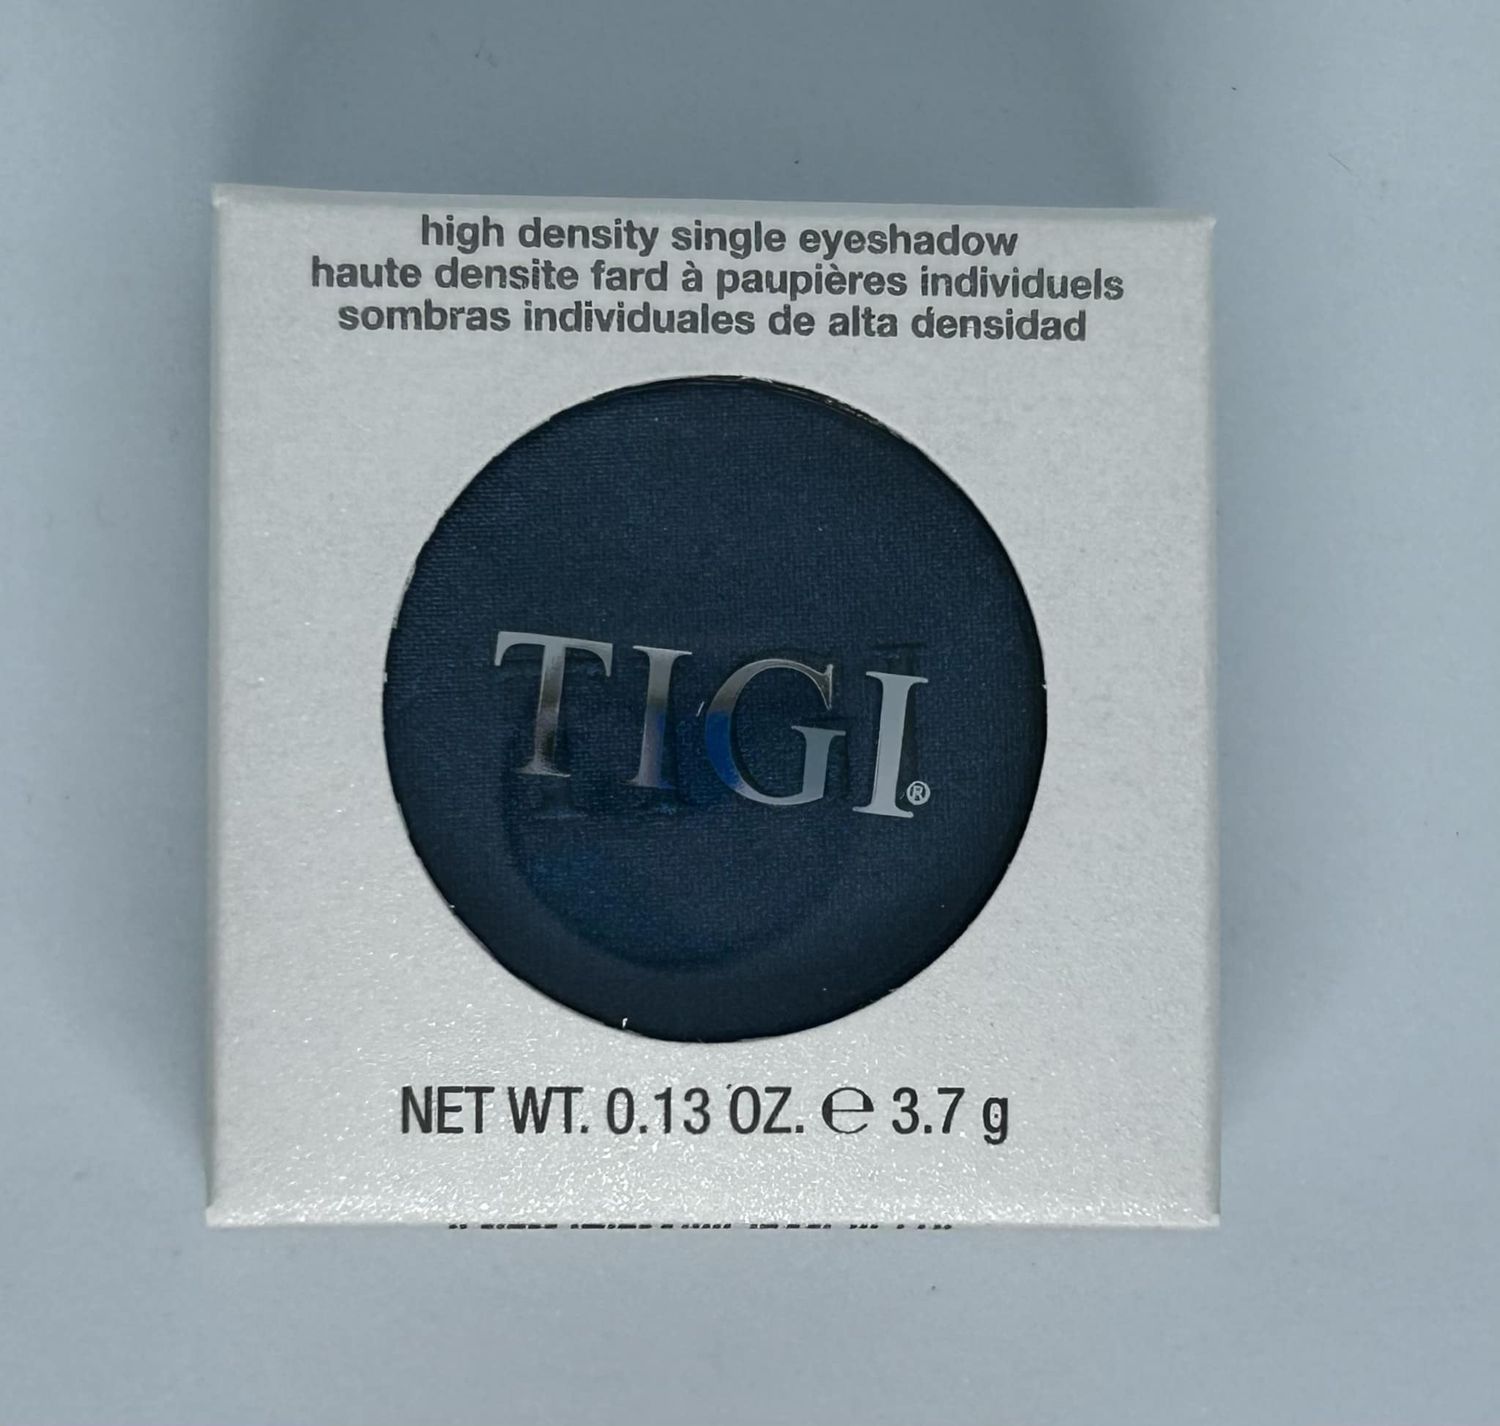 high density single eyeshadow
haute densite fard à paupières individuels
sombras individuales de alta densidad
TIGI®
NET WT. 0.13 OZ. ℮ 3.7 g